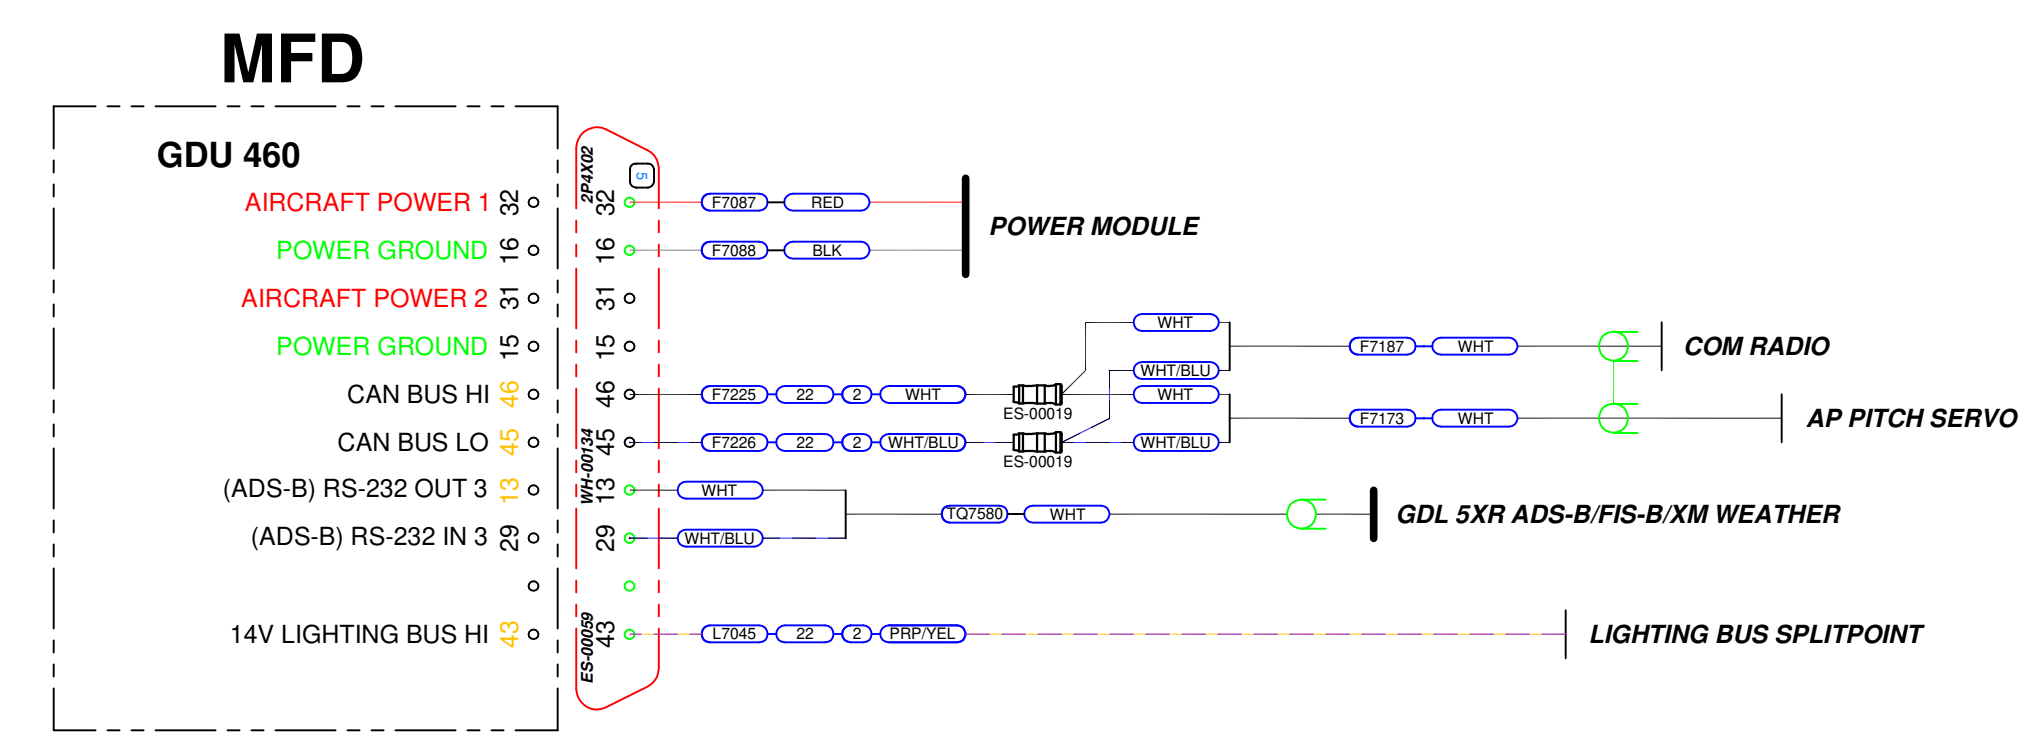 MFD
GDU 460
2P4X02
5
AIRCRAFT POWER 1 32 32 F7087 RED
POWER MODULE
POWER GROUND 16 16 F7088 BLK
AIRCRAFT POWER 2 31 31
WHT
POWER GROUND 15 15 F7187 WHT COM RADIO
WHT/BLU
CAN BUS HI 46 46 F7225 22 2 WHT WHT
ES-00019
F7173 WHT AP PITCH SERVO
CAN BUS LO 45 45 F7226 22 2 WHT/BLU WHT/BLU
ES-00019
WH-00134
(ADS-B) RS-232 OUT 3 13 13 WHT
TQ7580 WHT GDL 5XR ADS-B/FIS-B/XM WEATHER
(ADS-B) RS-232 IN 3 29 29 WHT/BLU
ES-00059
14V LIGHTING BUS HI 43 43 L7045 22 2 PRP/YEL LIGHTING BUS SPLITPOINT